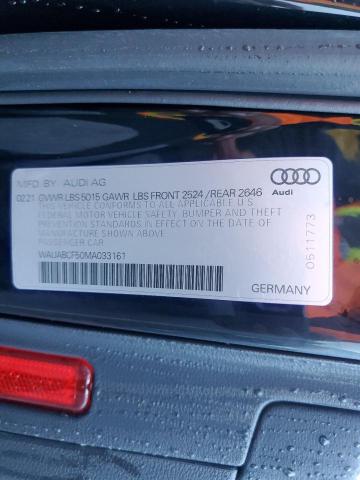 MFD. BY AUDI AG
02.21 GVWR LBS 5015 GAWR LBS FRONT 2524 /REAR 2646
THIS VEHICLE CONFORMS TO ALL APPLICABLE U.S.
FEDERAL MOTOR VEHICLE SAFETY, BUMPER AND THEFT
PREVENTION STANDARDS IN EFFECT ON THE DATE OF
MANUFACTURE SHOWN ABOVE.
PASSENGER CAR
WAUABCF50MA033161
Audi
0511773
GERMANY